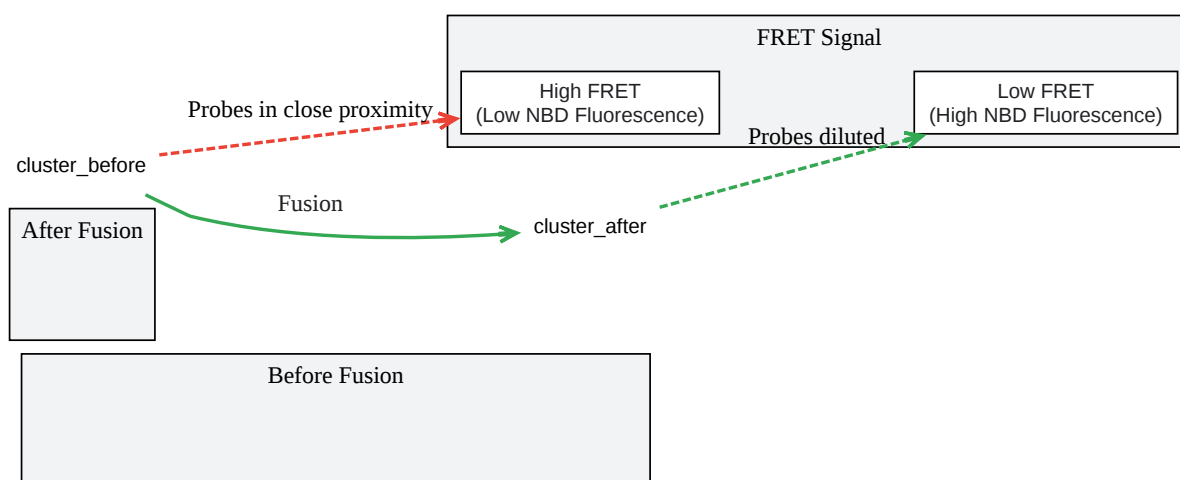 FRET Signal
High FRET
(Low NBD Fluorescence)
Low FRET
(High NBD Fluorescence)
Probes in close proximity
Probes diluted
cluster_before
Fusion
cluster_after
After Fusion
Before Fusion